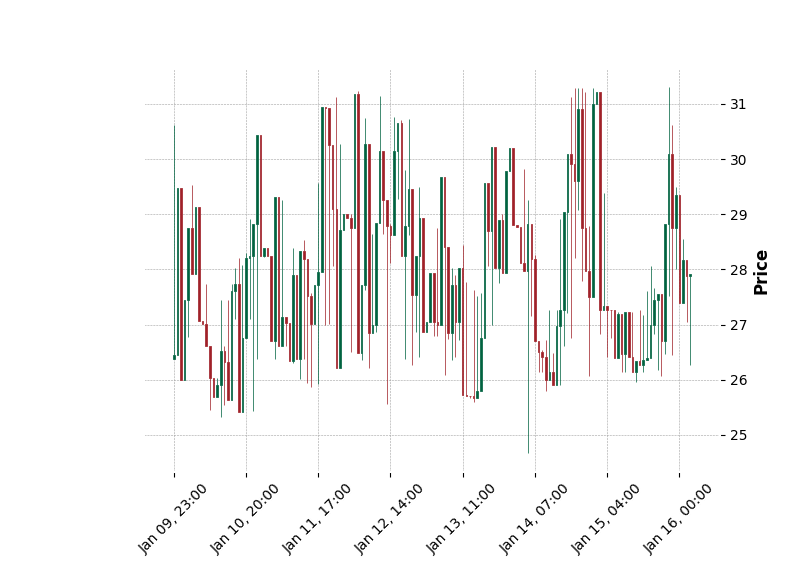 31
30
29
28
27
26
25
Price
Jan 09, 23:00
Jan 10, 20:00
Jan 11, 17:00
Jan 12, 14:00
Jan 13, 11:00
Jan 14, 07:00
Jan 15, 04:00
Jan 16, 00:00